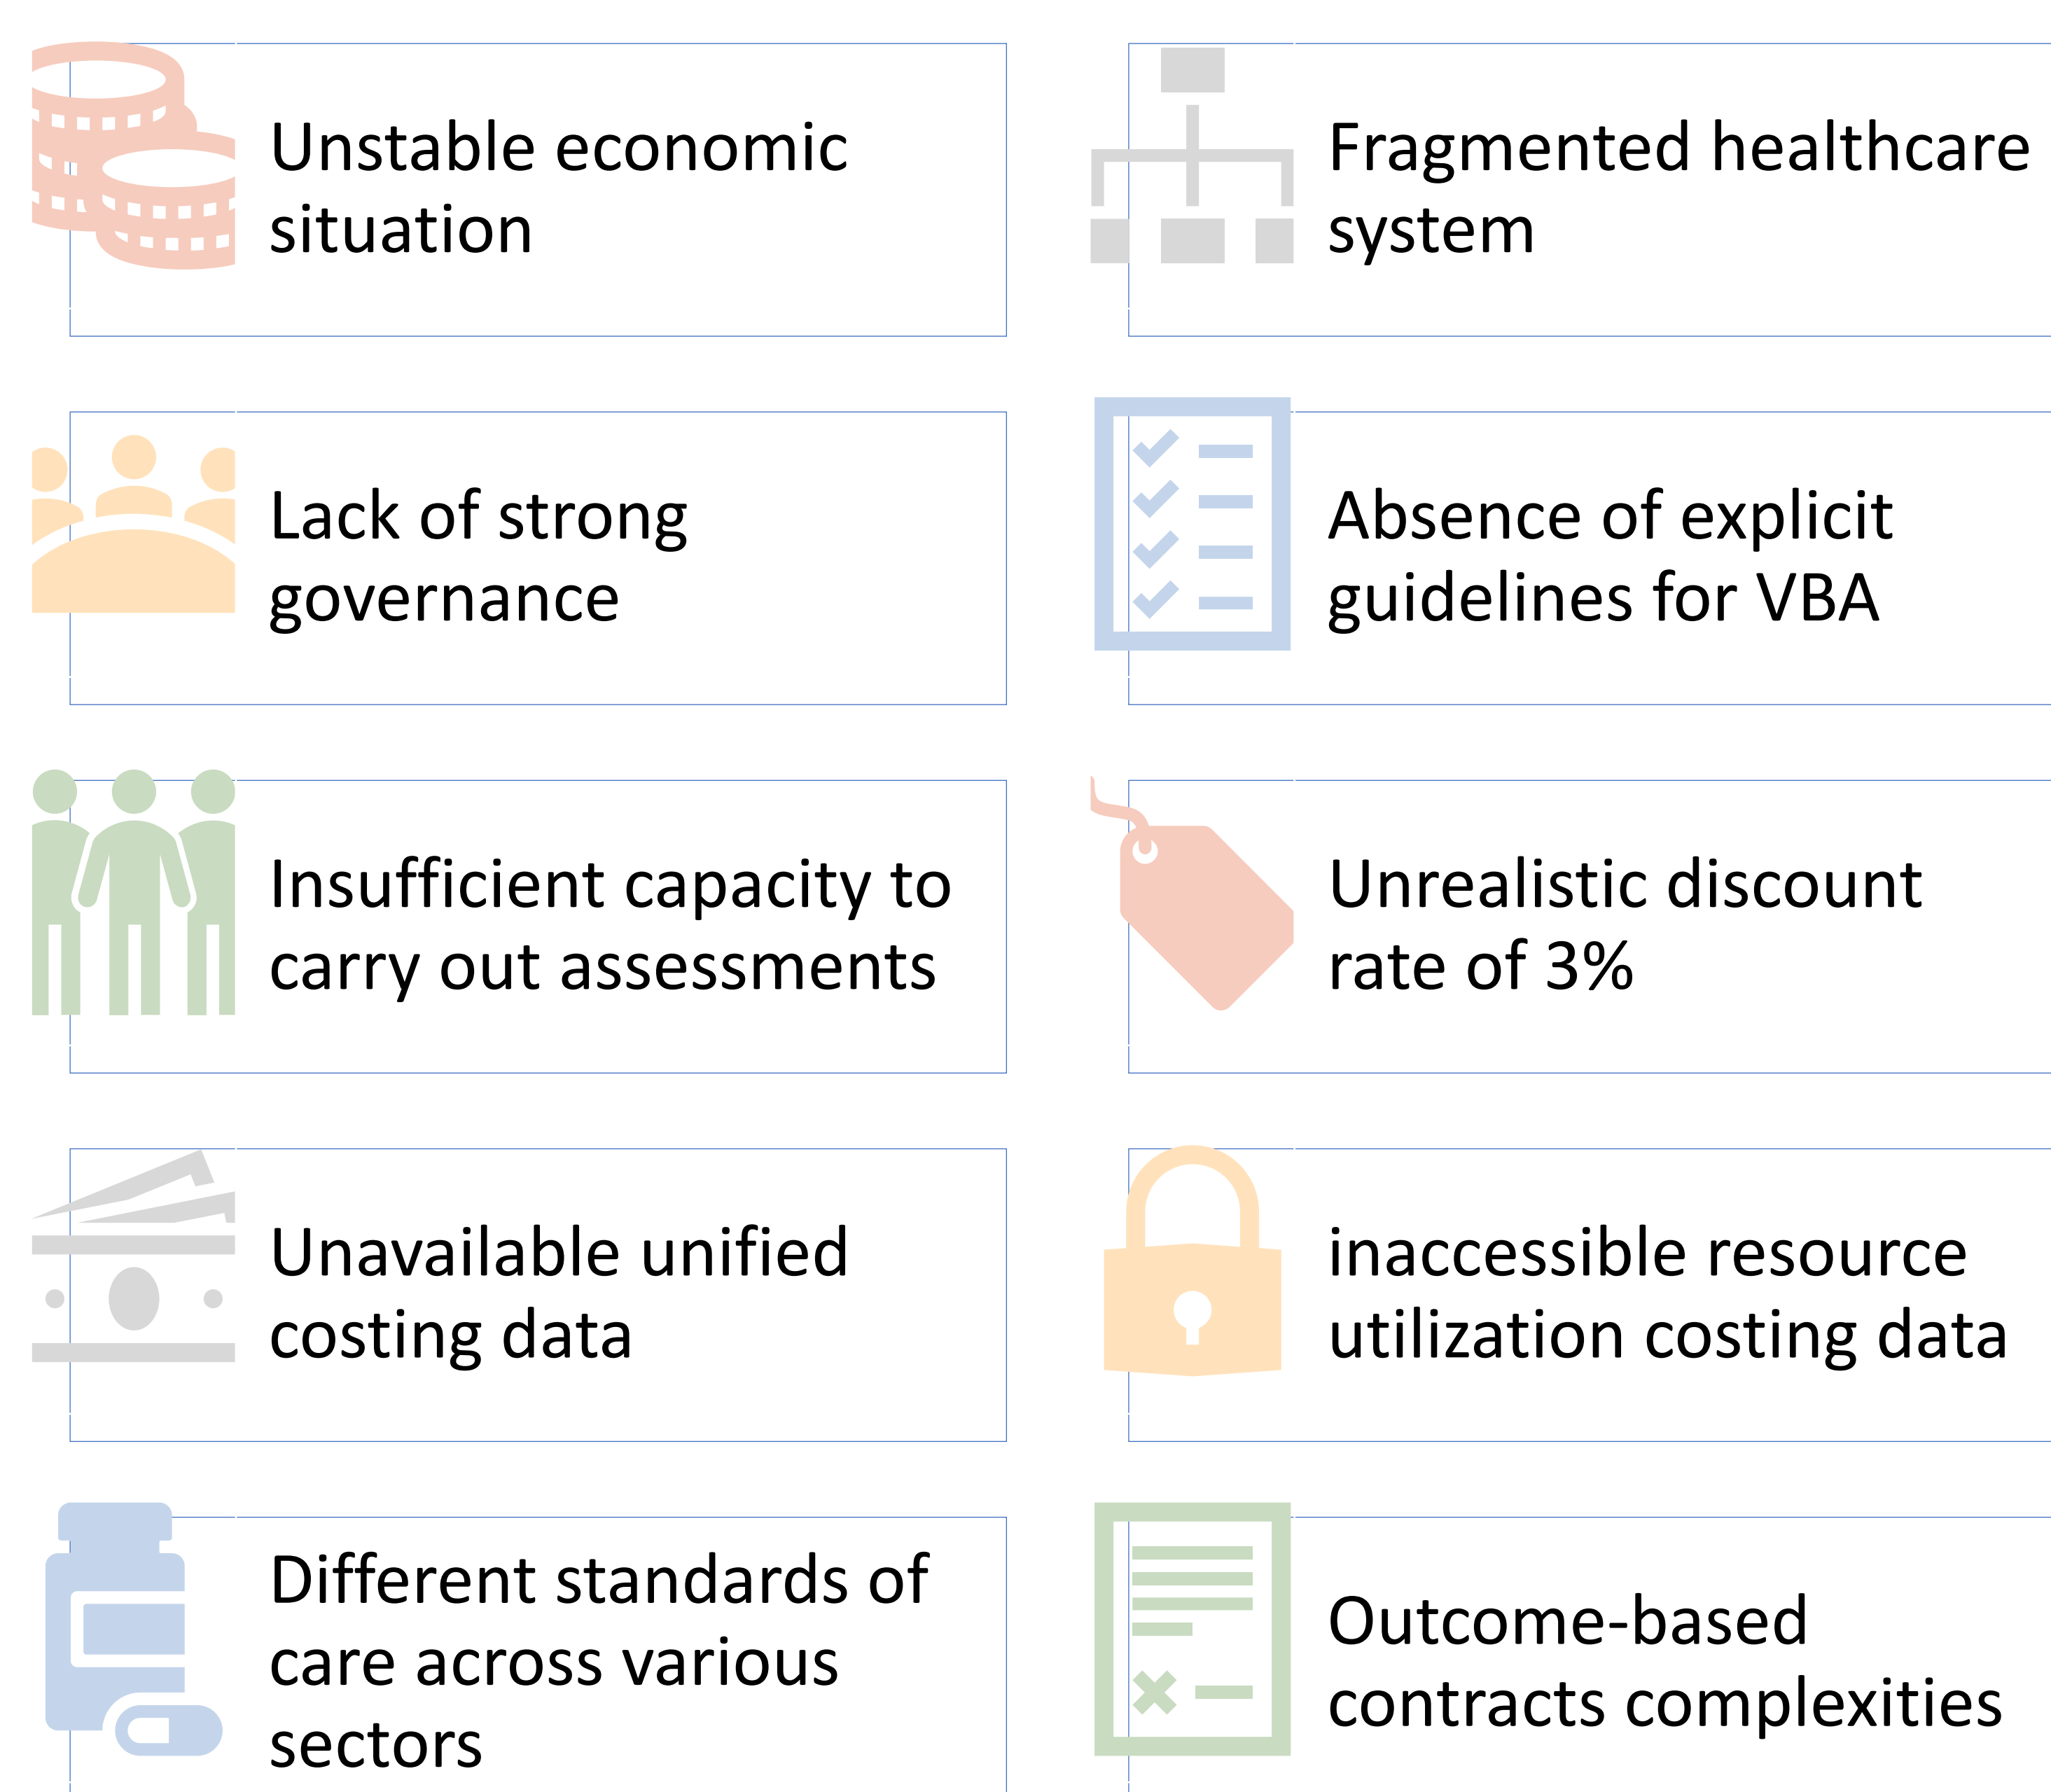 Unstable economic
situation
Fragmented healthcare
system
Lack of strong
governance
Absence of explicit
guidelines for VBA
Insufficient capacity to
carry out assessments
Unrealistic discount
rate of 3%
Unavailable unified
costing data
inaccessible resource
utilization costing data
Different standards of
care across various
sectors
Outcome-based
contracts complexities